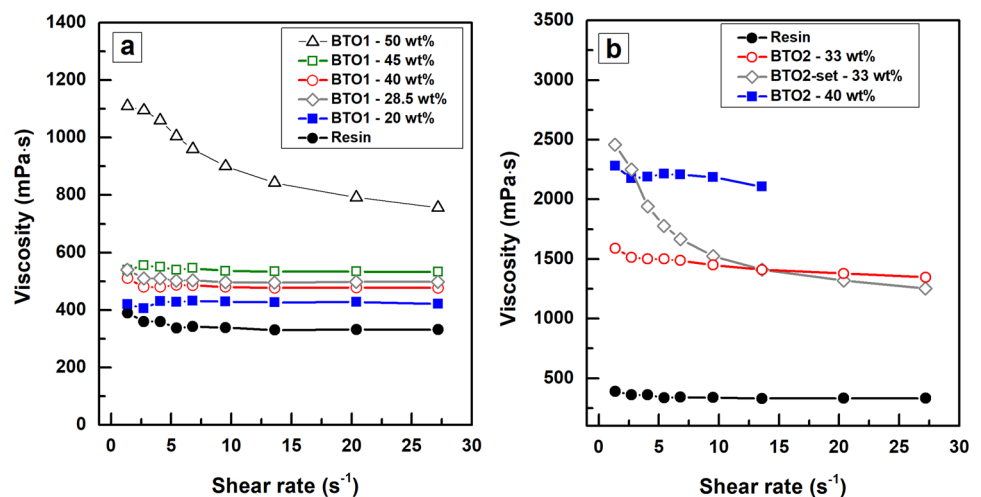 a
BTO1 - 50 wt%
BTO1 - 45 wt%
BTO1 - 40 wt%
BTO1 - 28.5 wt%
BTO1 - 20 wt%
Resin
1400
1200
1000
800
600
400
200
0
Viscosity (mPa·s)
0 5 10 15 20 25 30
Shear rate (s⁻¹)
b
Resin
BTO2 - 33 wt%
BTO2-set - 33 wt%
BTO2 - 40 wt%
3500
3000
2500
2000
1500
1000
500
Viscosity (mPa·s)
0 5 10 15 20 25 30
Shear rate (s⁻¹)